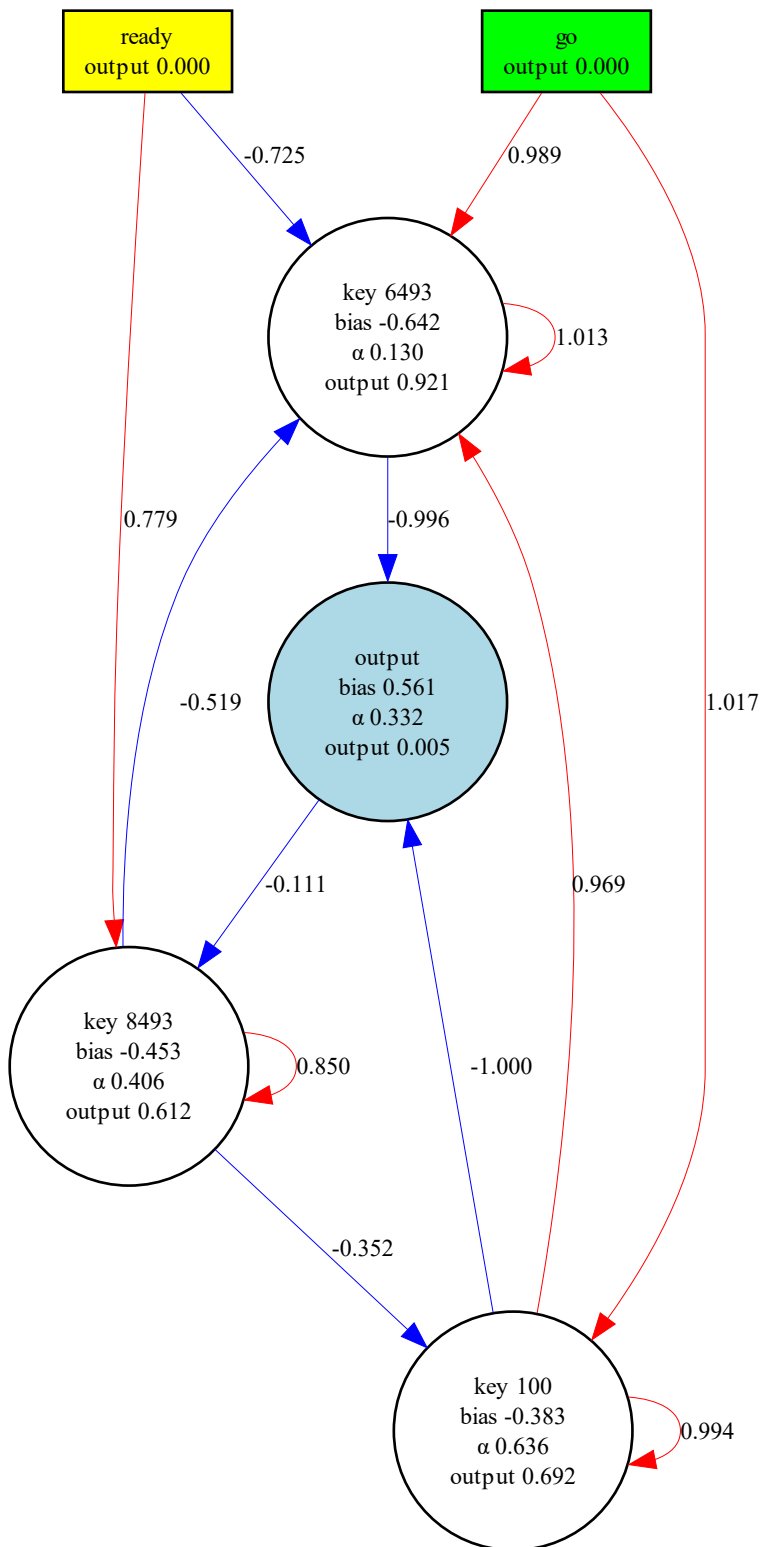 ready
output 0.000
go
output 0.000
-0.725
0.989
key 6493
bias -0.642
α 0.130
output 0.921
1.013
0.779
-0.996
-0.519
output
bias 0.561
α 0.332
output 0.005
1.017
-0.111
0.969
key 8493
bias -0.453
α 0.406
output 0.612
0.850
-1.000
-0.352
key 100
bias -0.383
α 0.636
output 0.692
0.994